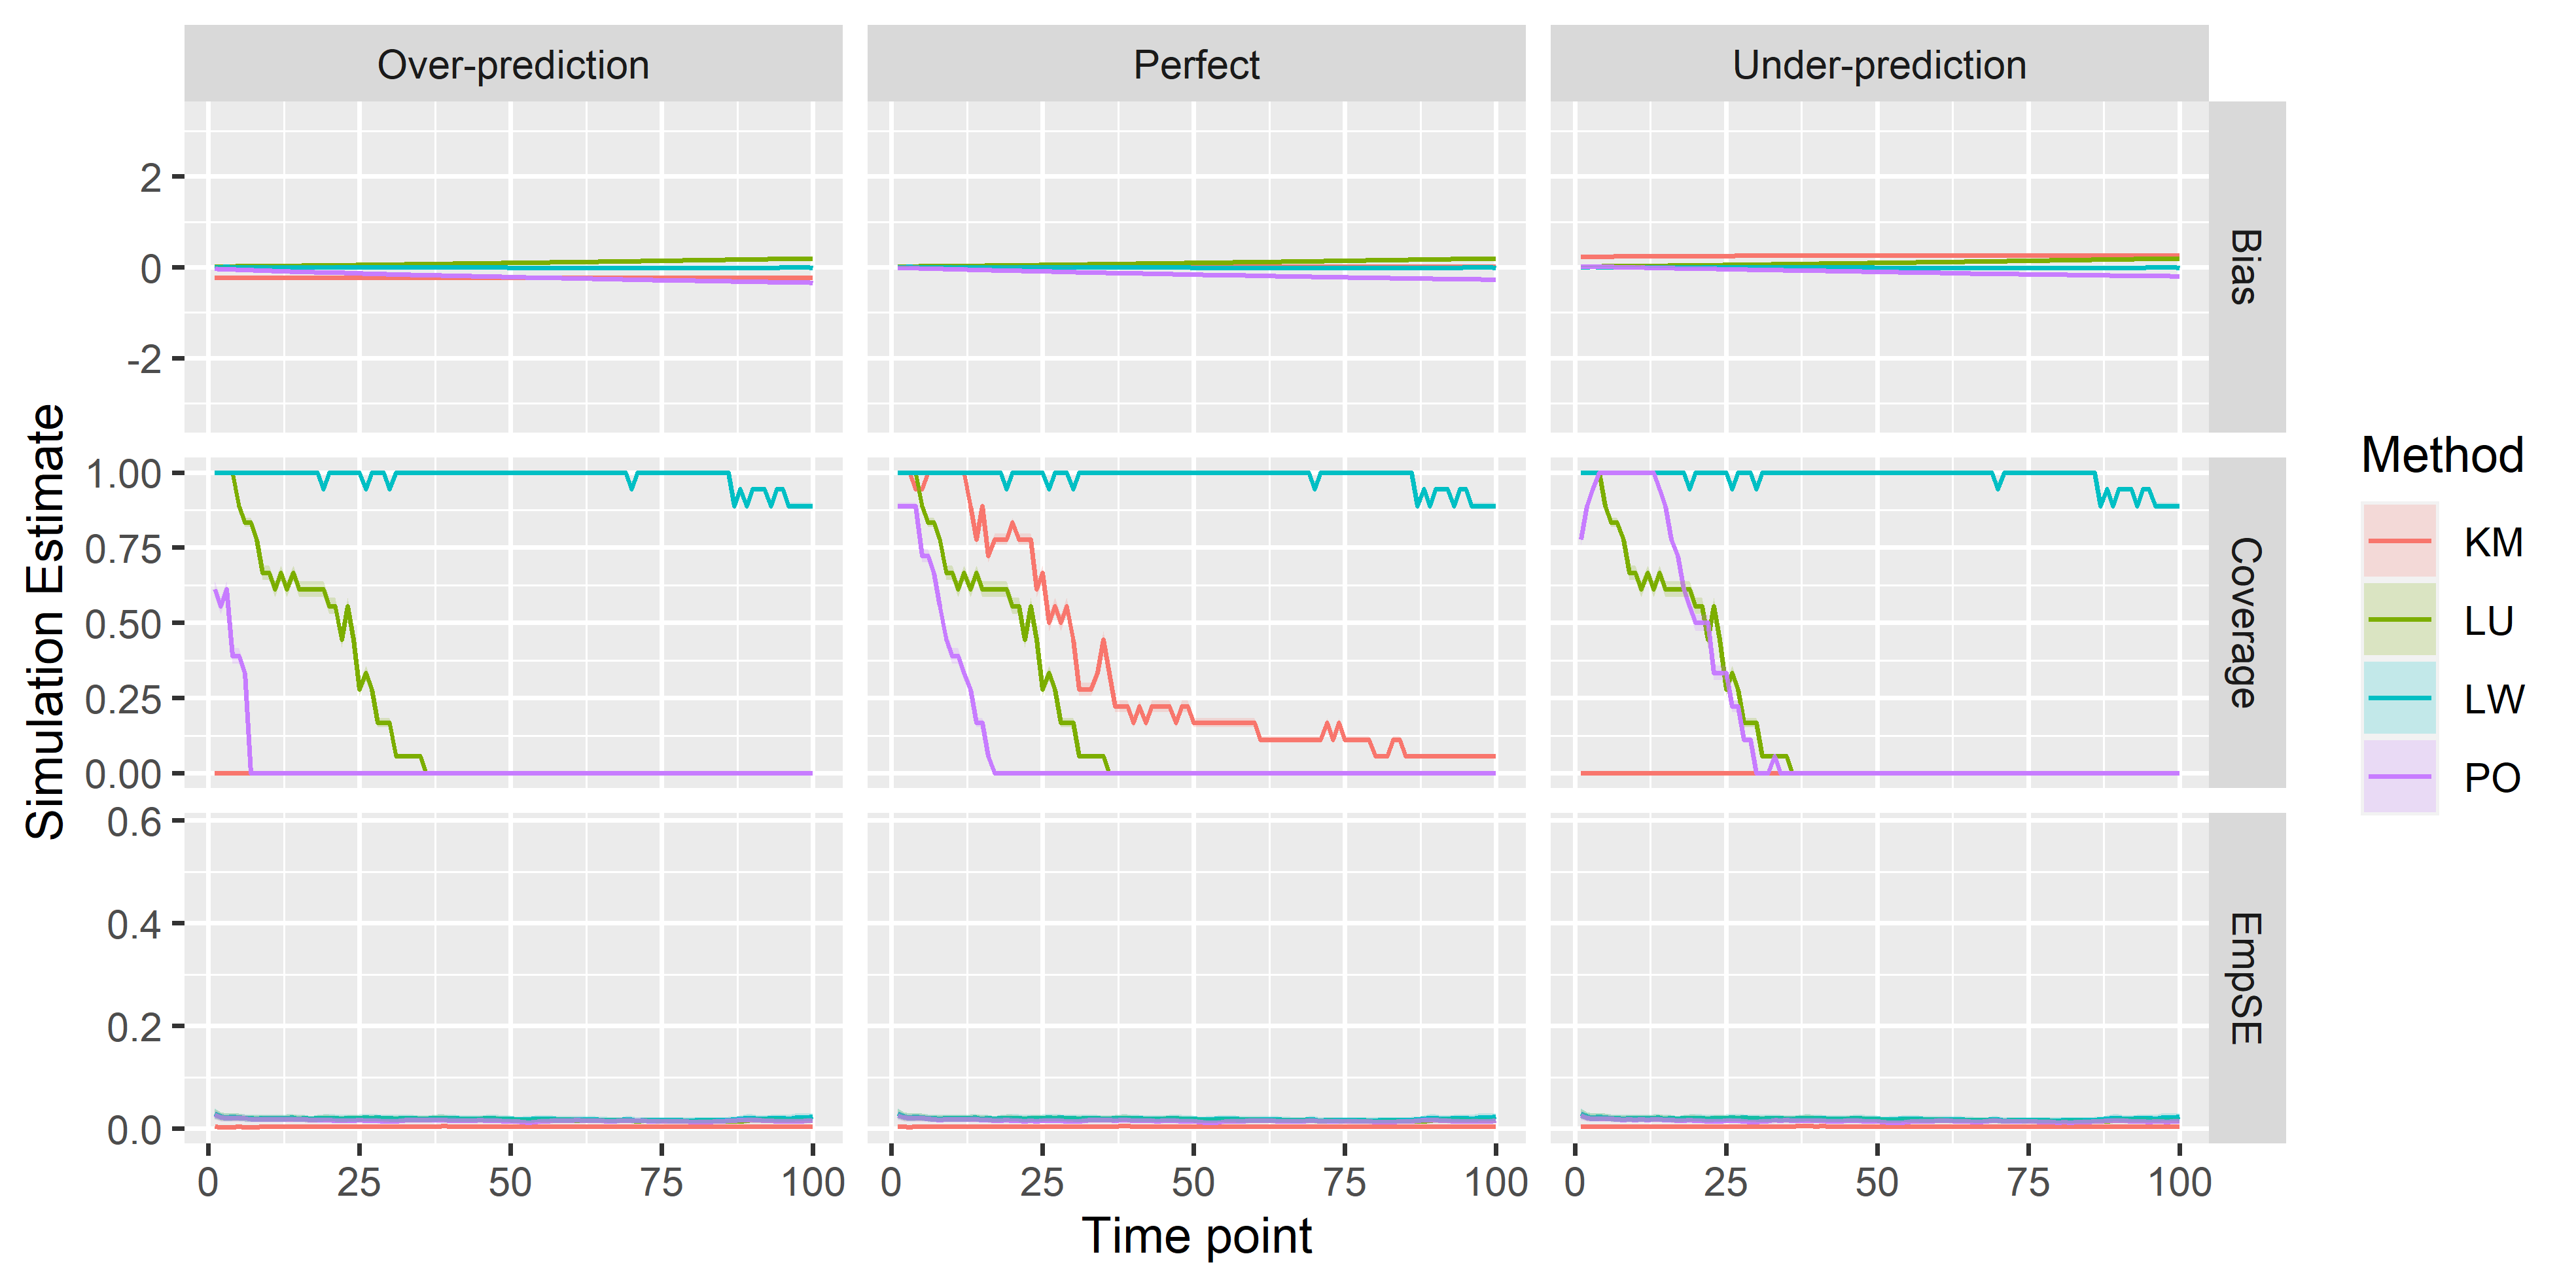 Over-prediction
Perfect
Under-prediction
2
0
-2
Bias
1.00
0.75
0.50
0.25
0.00
Coverage
0.6
0.4
0.2
0.0
EmpSE
0 25 50 75 100
0 25 50 75 100
0 25 50 75 100
Time point
Simulation Estimate
Method
KM
LU
LW
PO